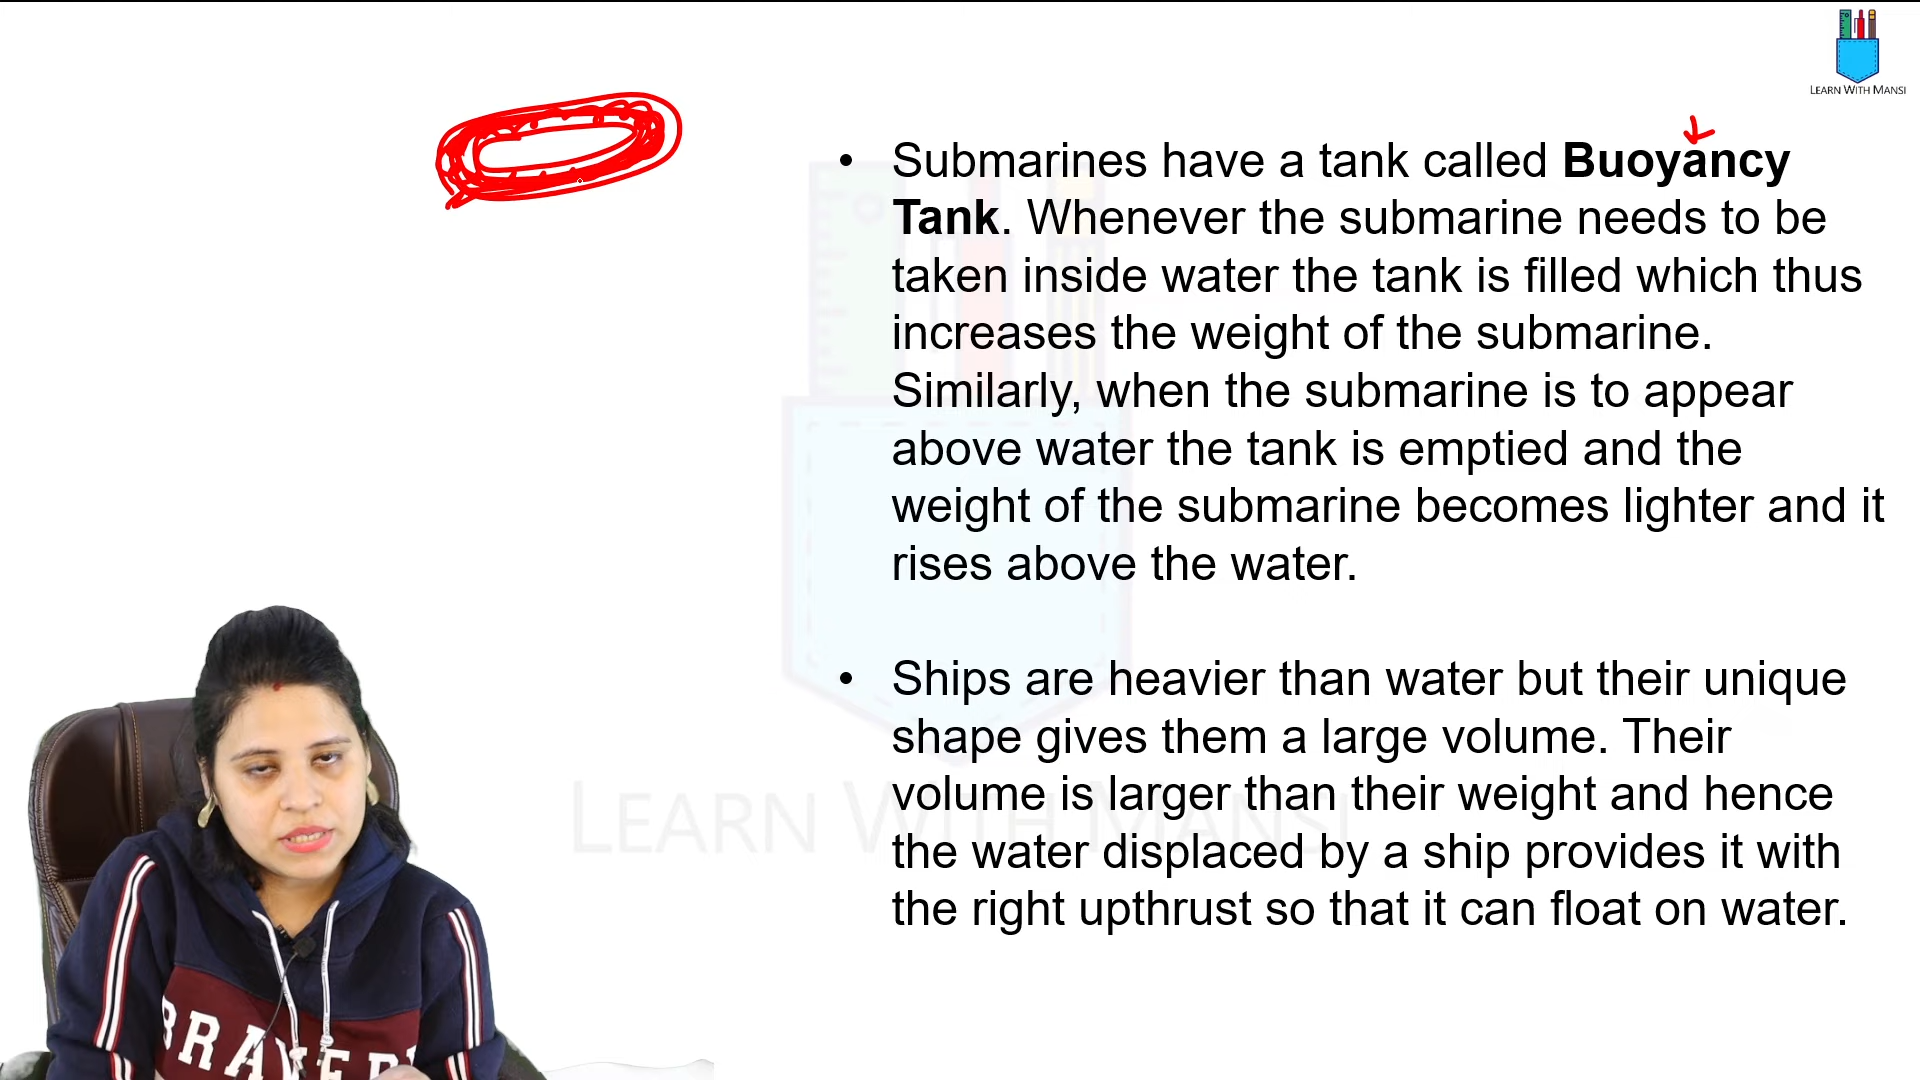 LEARN WITH MANSI
• Submarines have a tank called Buoyancy
Tank. Whenever the submarine needs to be
taken inside water the tank is filled which thus
increases the weight of the submarine.
Similarly, when the submarine is to appear
above water the tank is emptied and the
weight of the submarine becomes lighter and it
rises above the water.
• Ships are heavier than water but their unique
shape gives them a large volume. Their
volume is larger than their weight and hence
the water displaced by a ship provides it with
the right upthrust so that it can float on water.
LEARN WITH MANSI